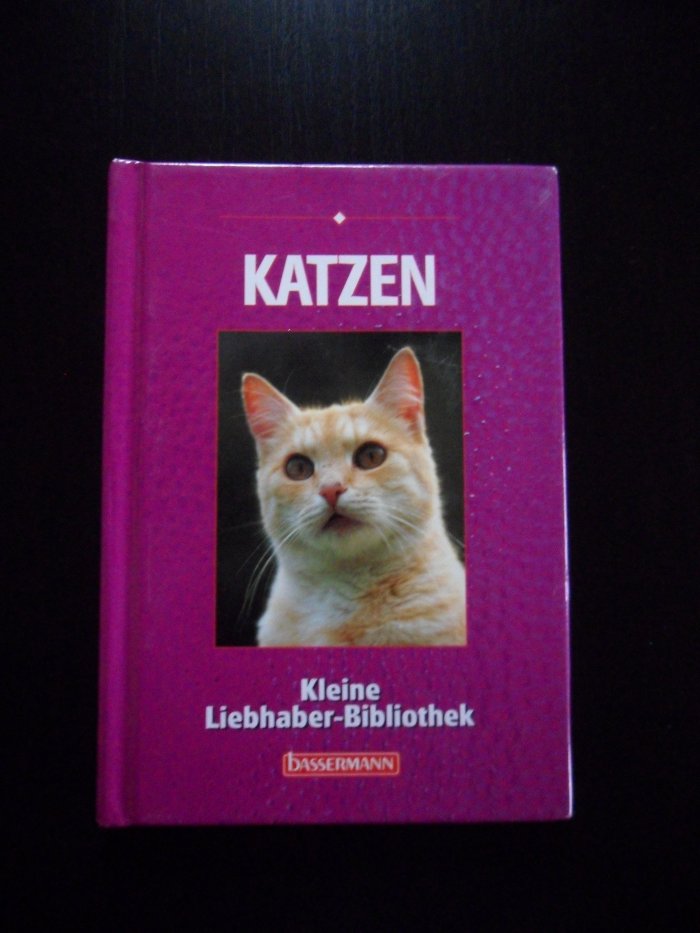 KATZEN
Kleine
Liebhaber-Bibliothek
bassermann